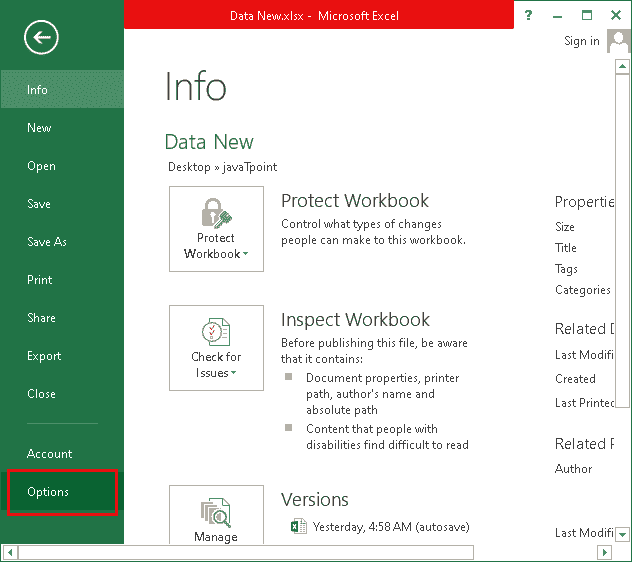 Data New.xlsx - Microsoft Excel
?
Sign in
Info
New
Open
Save
Save As
Print
Share
Export
Close
Account
Options
Info
Data New
Desktop » javaTpoint
Protect
Workbook
Protect Workbook
Control what types of changes
people can make to this workbook.
Check for
Issues
Inspect Workbook
Before publishing this file, be aware
that it contains:
Document properties, printer
path, author's name and
absolute path
Content that people with
disabilities find difficult to read
Manage
Versions
Yesterday, 4:58 AM (autosave)
Propertie
Size
Title
Tags
Categories
Related D
Last Modifi
Created
Last Printed
Related P
Author
Last Modifi